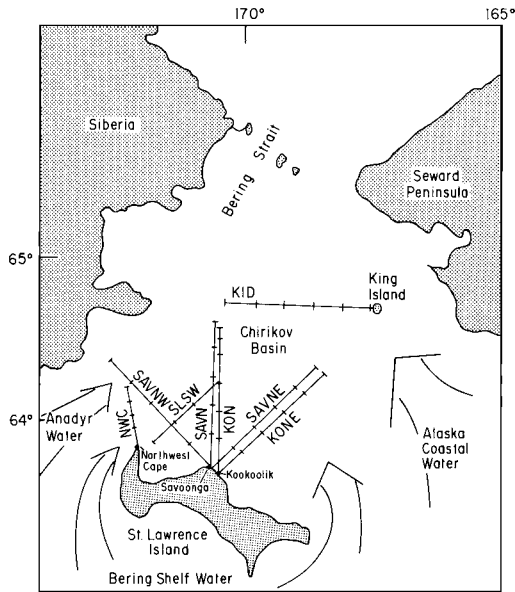 170°
165°
Siberia
Bering Strait
Seward
Peninsula
65°
KID
King
Island
Chirikov
Basin
SAVNW
SLSW
SAVN
KON
SAVNE
KONE
64°
NWC
Anadyr
Water
Northwest
Cape
Savoonga
Kookoolik
Alaska
Coastal
Water
St. Lawrence
Island
Bering Shelf Water